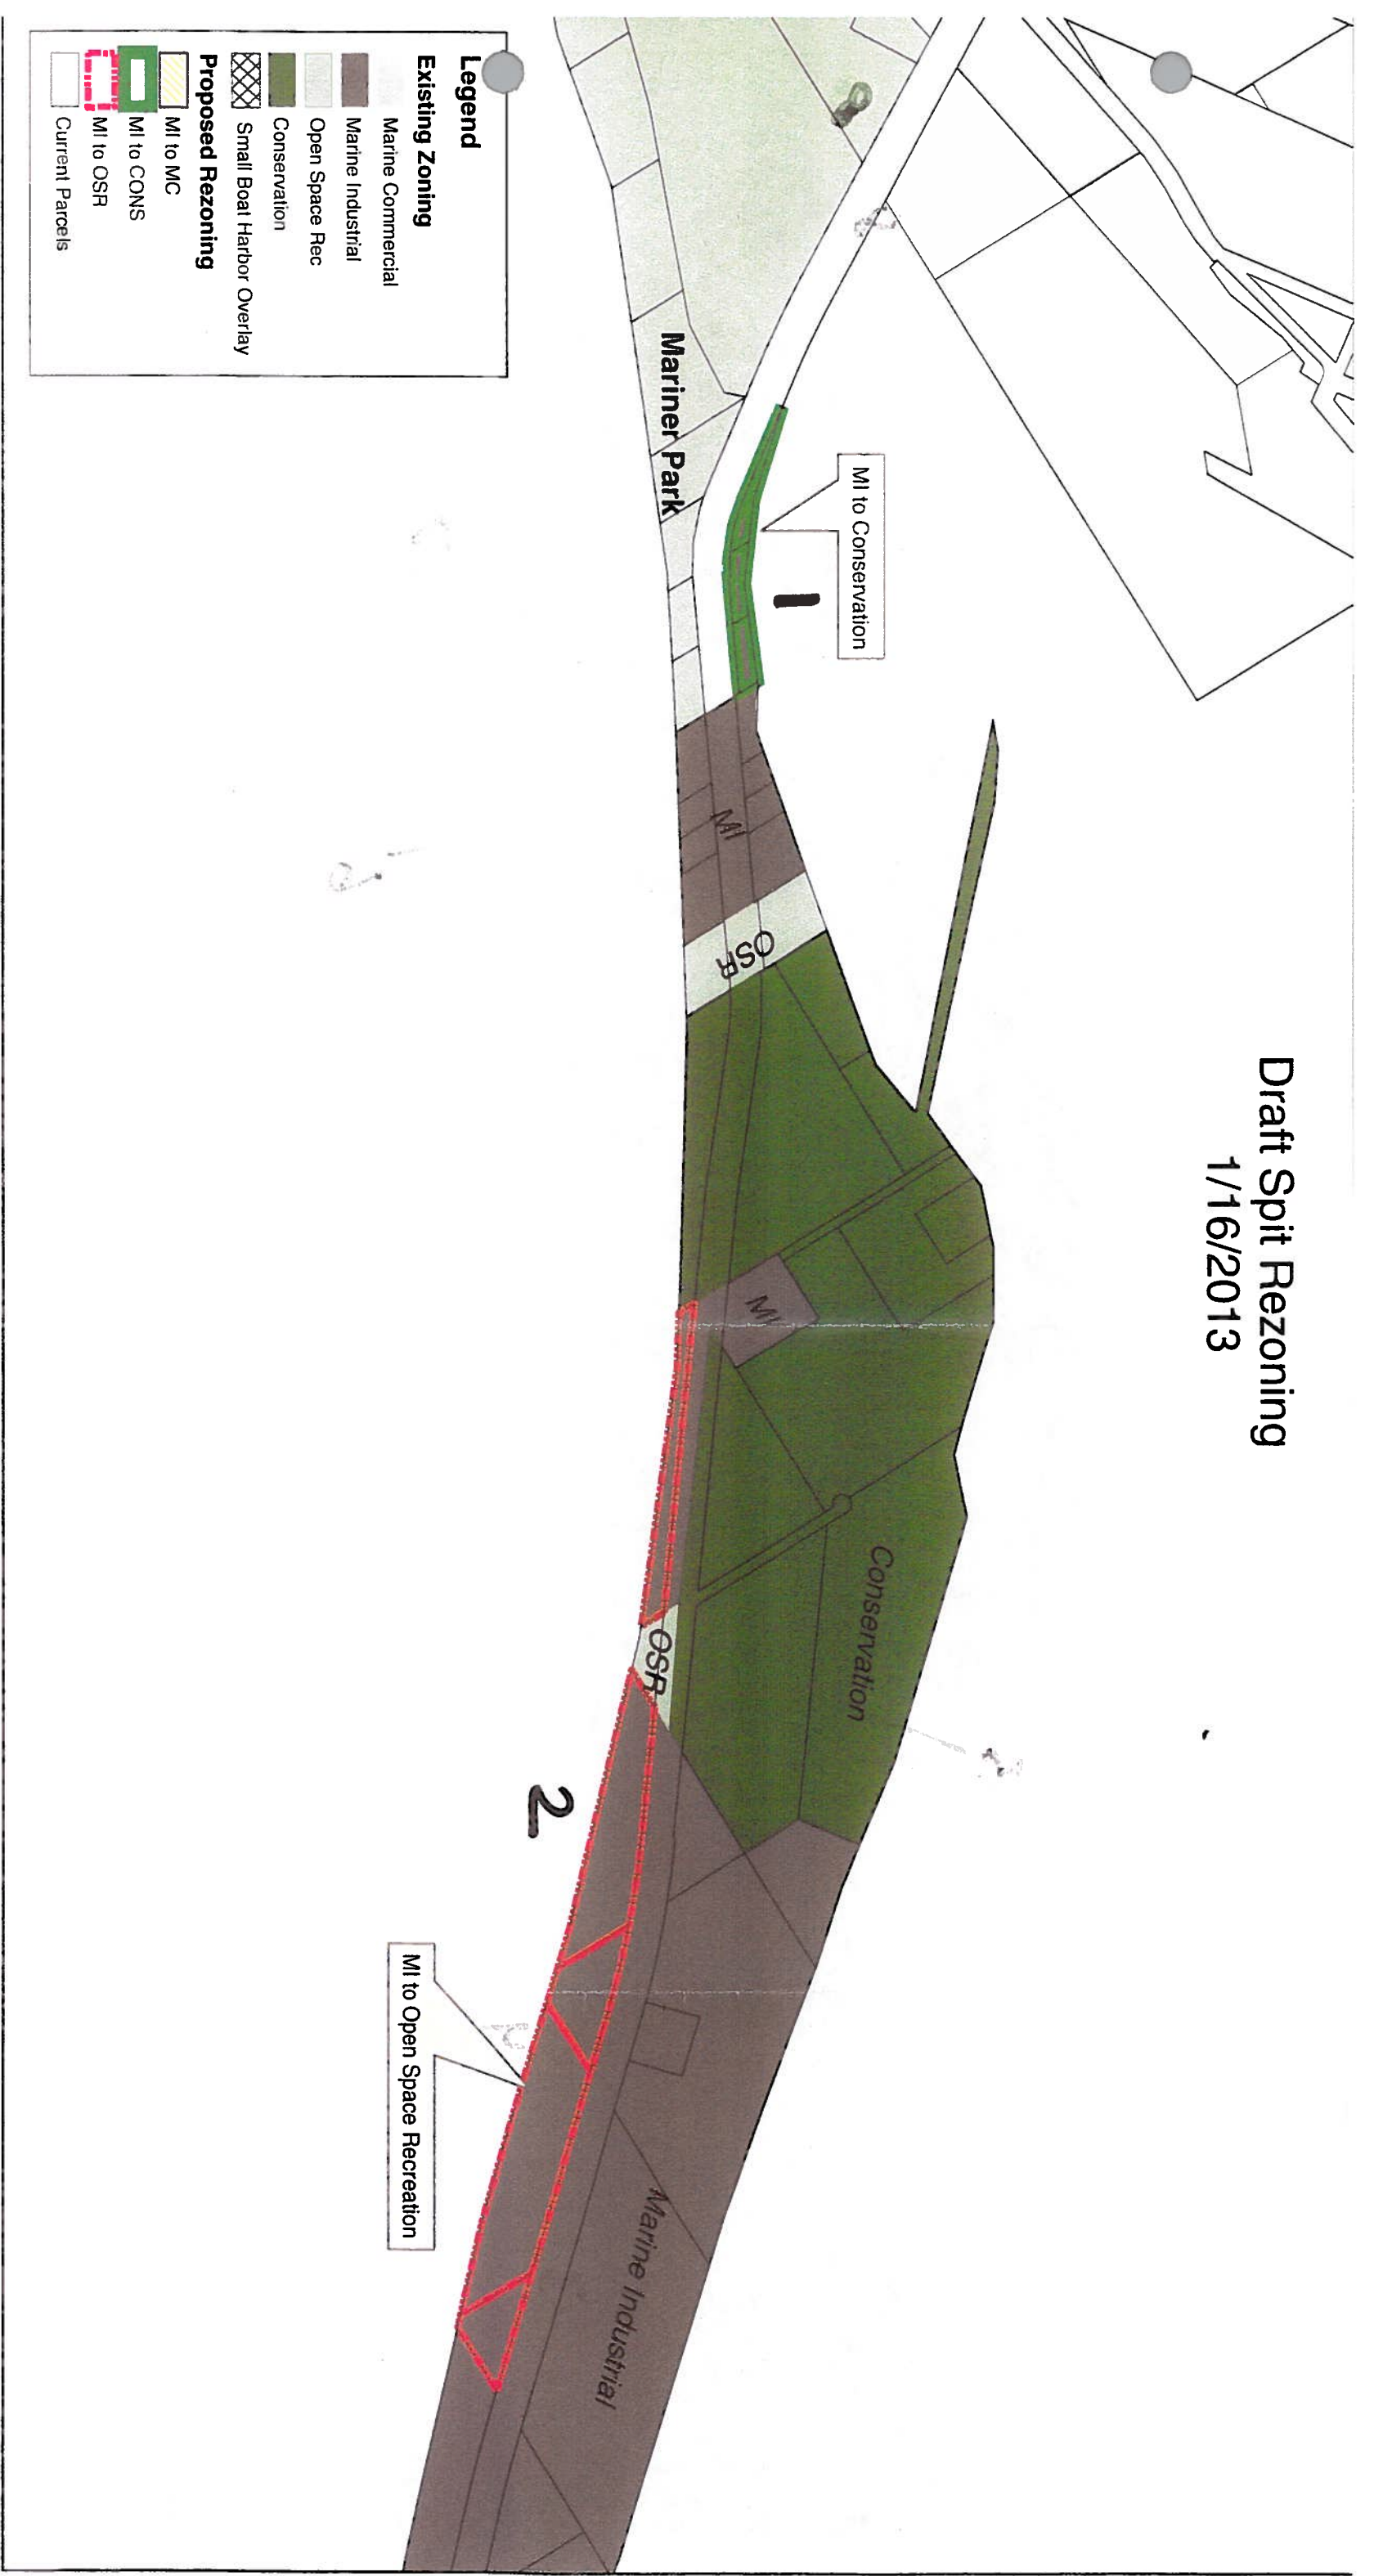 Draft Spit Rezoning
1/16/2013
MI to Conservation
1
Mariner Park
MI
OSR
MI
Conservation
OSR
2
MI to Open Space Recreation
Marine Industrial
Legend
Existing Zoning
Marine Commercial
Marine Industrial
Open Space Rec
Conservation
Small Boat Harbor Overlay
Proposed Rezoning
MI to MC
MI to CONS
MI to OSR
Current Parcels